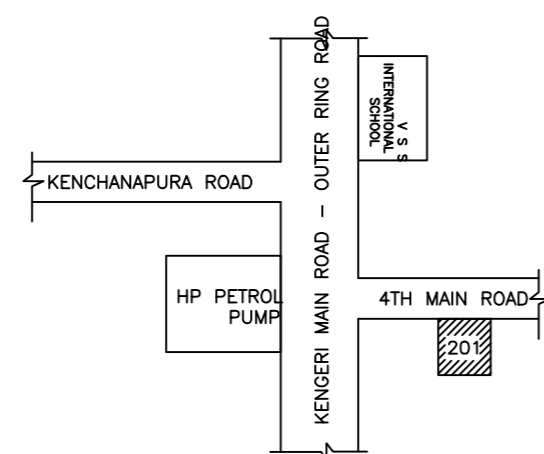 V S S
INTERNATIONAL
SCHOOL
KENCHANAPURA ROAD
KENGERI MAIN ROAD - OUTER RING ROAD
HP PETROL
PUMP
4TH MAIN ROAD
201